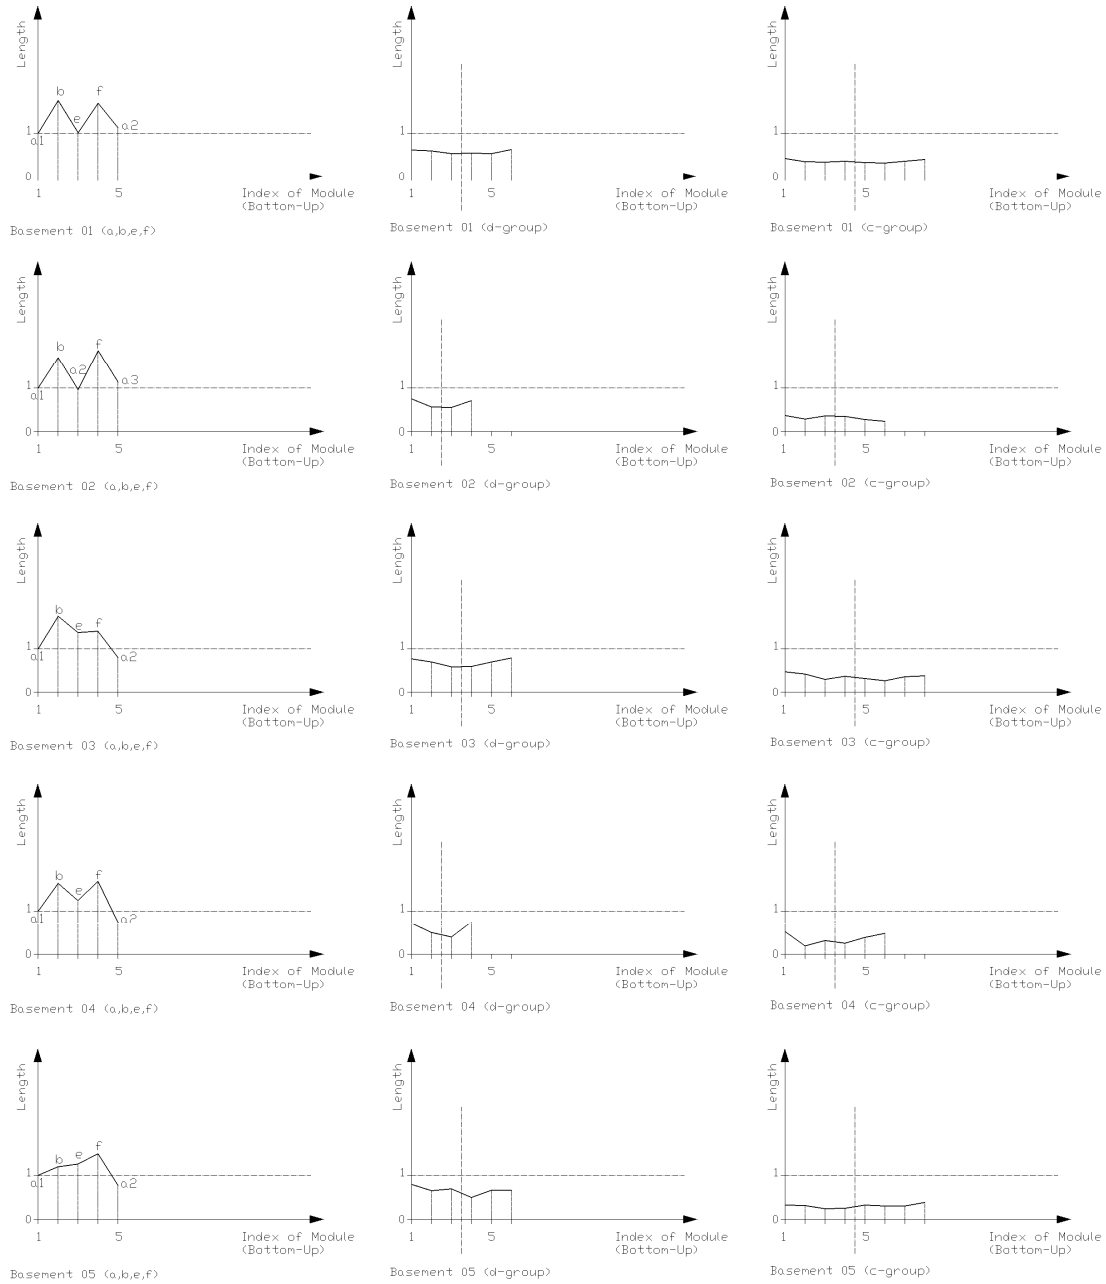 Length
b
f
e
a2
1
a1
0
1
5
Index of Module
(Bottom-Up)
Basement 01 (a,b,e,f)
Length
1
0
1
5
Index of Module
(Bottom-Up)
Basement 01 (d-group)
Length
1
0
1
5
Index of Module
(Bottom-Up)
Basement 01 (c-group)
Length
b
f
a2
a3
1
a1
0
1
5
Index of Module
(Bottom-Up)
Basement 02 (a,b,e,f)
Length
1
0
1
5
Index of Module
(Bottom-Up)
Basement 02 (d-group)
Length
1
0
1
5
Index of Module
(Bottom-Up)
Basement 02 (c-group)
Length
b
e
f
1
a1
a2
0
1
5
Index of Module
(Bottom-Up)
Basement 03 (a,b,e,f)
Length
1
0
1
5
Index of Module
(Bottom-Up)
Basement 03 (d-group)
Length
1
0
1
5
Index of Module
(Bottom-Up)
Basement 03 (c-group)
Length
b
f
e
1
a1
a2
0
1
5
Index of Module
(Bottom-Up)
Basement 04 (a,b,e,f)
Length
1
0
1
5
Index of Module
(Bottom-Up)
Basement 04 (d-group)
Length
1
0
1
5
Index of Module
(Bottom-Up)
Basement 04 (c-group)
Length
f
b
e
1
a1
a2
0
1
5
Index of Module
(Bottom-Up)
Basement 05 (a,b,e,f)
Length
1
0
1
5
Index of Module
(Bottom-Up)
Basement 05 (d-group)
Length
1
0
1
5
Index of Module
(Bottom-Up)
Basement 05 (c-group)